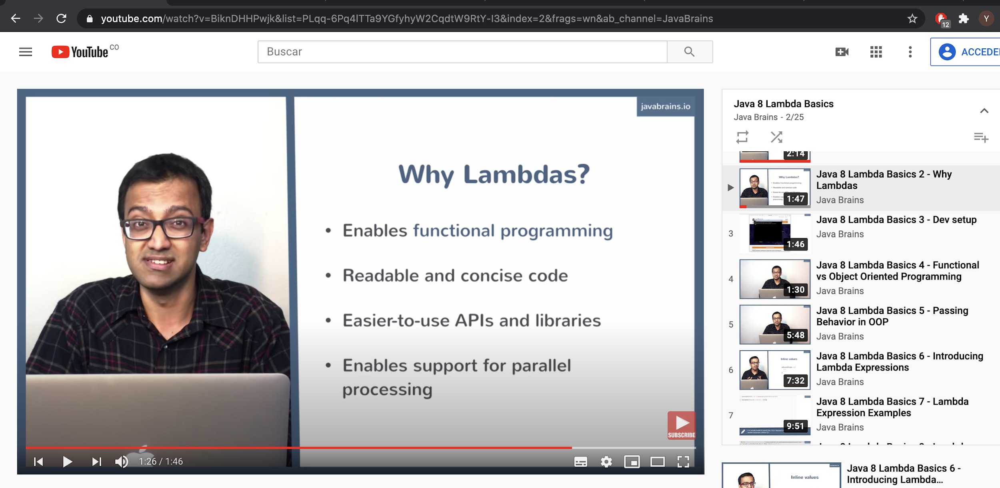 youtube.com/watch?v=BiknDHHPwjk&list=PLqq-6Pq4lTTa9YGfyhyW2CqdtW9RtY-I3&index=2&frags=wn&ab_channel=JavaBrains
12
Y
YouTube CO
Buscar
ACCEDE
javabrains.io
Why Lambdas?
• Enables functional programming
• Readable and concise code
• Easier-to-use APIs and libraries
• Enables support for parallel
processing
SUBSCRIBE
1:26 / 1:46
Java 8 Lambda Basics
Java Brains - 2/25
2:14
Why Lambdas?
1:47
Java 8 Lambda Basics 2 - Why
Lambdas
Java Brains
3
1:46
Java 8 Lambda Basics 3 - Dev setup
Java Brains
4
1:30
Java 8 Lambda Basics 4 - Functional
vs Object Oriented Programming
Java Brains
5
5:48
Java 8 Lambda Basics 5 - Passing
Behavior in OOP
Java Brains
6
Inline values
7:32
Java 8 Lambda Basics 6 - Introducing
Lambda Expressions
Java Brains
7
9:51
Java 8 Lambda Basics 7 - Lambda
Expression Examples
Java Brains
Inline values
Java 8 Lambda Basics 6 -
Introducing Lambda...